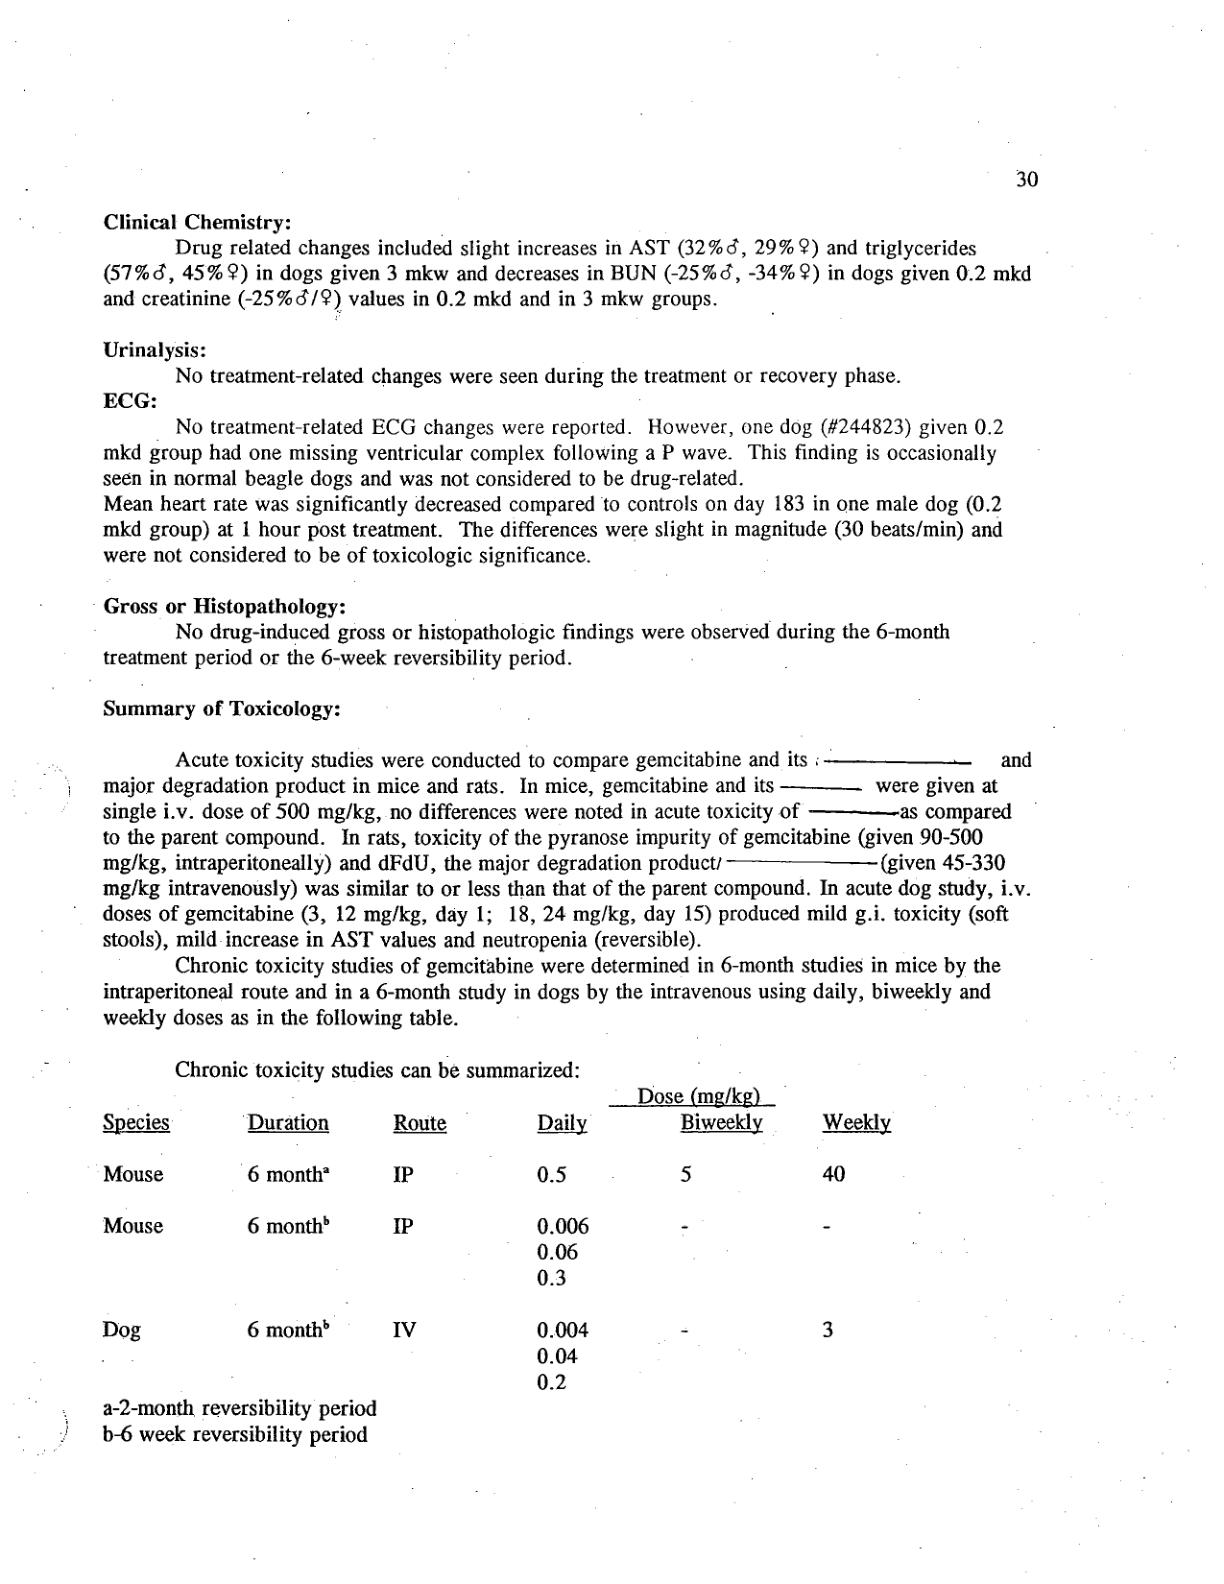 30
Clinical Chemistry:
Drug related changes included slight increases in AST (32%♂, 29%♀) and triglycerides
(57%♂, 45%♀) in dogs given 3 mkw and decreases in BUN (-25%♂, -34%♀) in dogs given 0.2 mkd
and creatinine (-25%♂/♀) values in 0.2 mkd and in 3 mkw groups.
Urinalysis:
No treatment-related changes were seen during the treatment or recovery phase.
ECG:
No treatment-related ECG changes were reported. However, one dog (#244823) given 0.2
mkd group had one missing ventricular complex following a P wave. This finding is occasionally
seen in normal beagle dogs and was not considered to be drug-related.
Mean heart rate was significantly decreased compared to controls on day 183 in one male dog (0.2
mkd group) at 1 hour post treatment. The differences were slight in magnitude (30 beats/min) and
were not considered to be of toxicologic significance.
Gross or Histopathology:
No drug-induced gross or histopathologic findings were observed during the 6-month
treatment period or the 6-week reversibility period.
Summary of Toxicology:
Acute toxicity studies were conducted to compare gemcitabine and its and
major degradation product in mice and rats. In mice, gemcitabine and its were given at
single i.v. dose of 500 mg/kg, no differences were noted in acute toxicity of as compared
to the parent compound. In rats, toxicity of the pyranose impurity of gemcitabine (given 90-500
mg/kg, intraperitoneally) and dFdU, the major degradation product (given 45-330
mg/kg intravenously) was similar to or less than that of the parent compound. In acute dog study, i.v.
doses of gemcitabine (3, 12 mg/kg, day 1; 18, 24 mg/kg, day 15) produced mild g.i. toxicity (soft
stools), mild increase in AST values and neutropenia (reversible).
Chronic toxicity studies of gemcitabine were determined in 6-month studies in mice by the
intraperitoneal route and in a 6-month study in dogs by the intravenous using daily, biweekly and
weekly doses as in the following table.
Chronic toxicity studies can be summarized:
Dose (mg/kg)
Species Duration Route Daily Biweekly Weekly
Mouse 6 monthᵃ IP 0.5 5 40
Mouse 6 monthᵇ IP 0.006 - -
0.06
0.3
Dog 6 monthᵇ IV 0.004 - 3
0.04
0.2
a-2-month reversibility period
b-6 week reversibility period